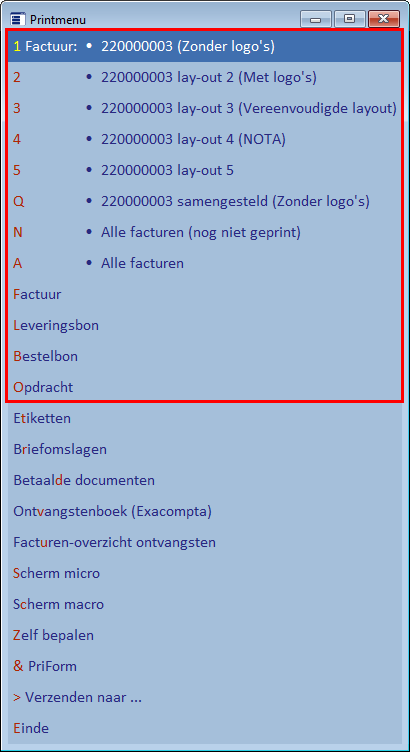 Printmenu
1 Factuur: • 220000003 (Zonder logo's)
2 • 220000003 lay-out 2 (Met logo's)
3 • 220000003 lay-out 3 (Vereenvoudigde layout)
4 • 220000003 lay-out 4 (NOTA)
5 • 220000003 lay-out 5
Q • 220000003 samengesteld (Zonder logo's)
N • Alle facturen (nog niet geprint)
A • Alle facturen
Factuur
Leveringsbon
Bestelbon
Opdracht
Etiketten
Briefomslagen
Betaalde documenten
Ontvangstenboek (Exacompta)
Facturen-overzicht ontvangsten
Scherm micro
Scherm macro
Zelf bepalen
& PriForm
> Verzenden naar ...
Einde